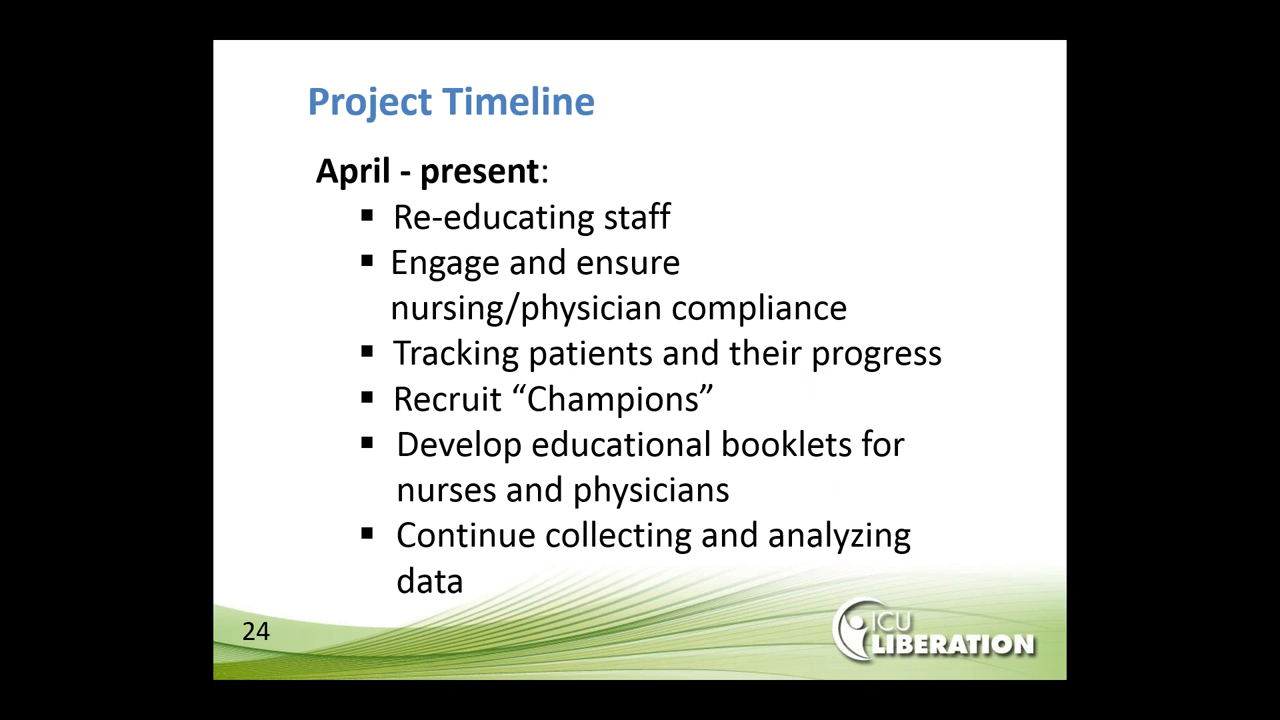 Project Timeline
April - present:
▪ Re-educating staff
▪ Engage and ensure
nursing/physician compliance
▪ Tracking patients and their progress
▪ Recruit “Champions”
▪ Develop educational booklets for
nurses and physicians
▪ Continue collecting and analyzing
data
24
ICU
LIBERATION